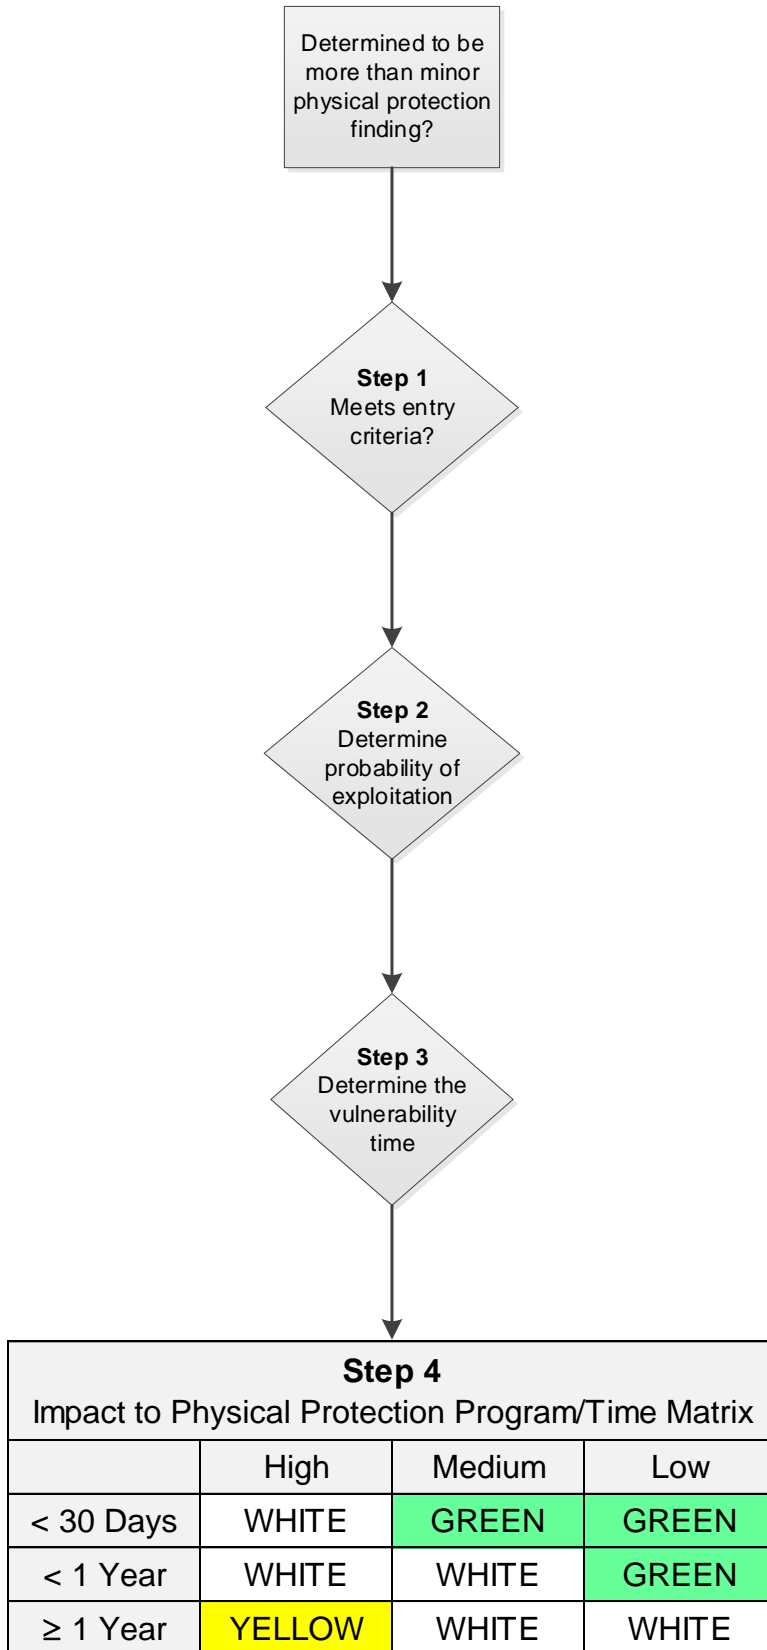 Determined to be
more than minor
physical protection
finding?
Step 1
Meets entry
criteria?
Step 2
Determine
probability of
exploitation
Step 3
Determine the
vulnerability
time
Step 4
Impact to Physical Protection Program/Time Matrix
High Medium Low
< 30 Days WHITE GREEN GREEN
< 1 Year WHITE WHITE GREEN
≥ 1 Year YELLOW WHITE WHITE